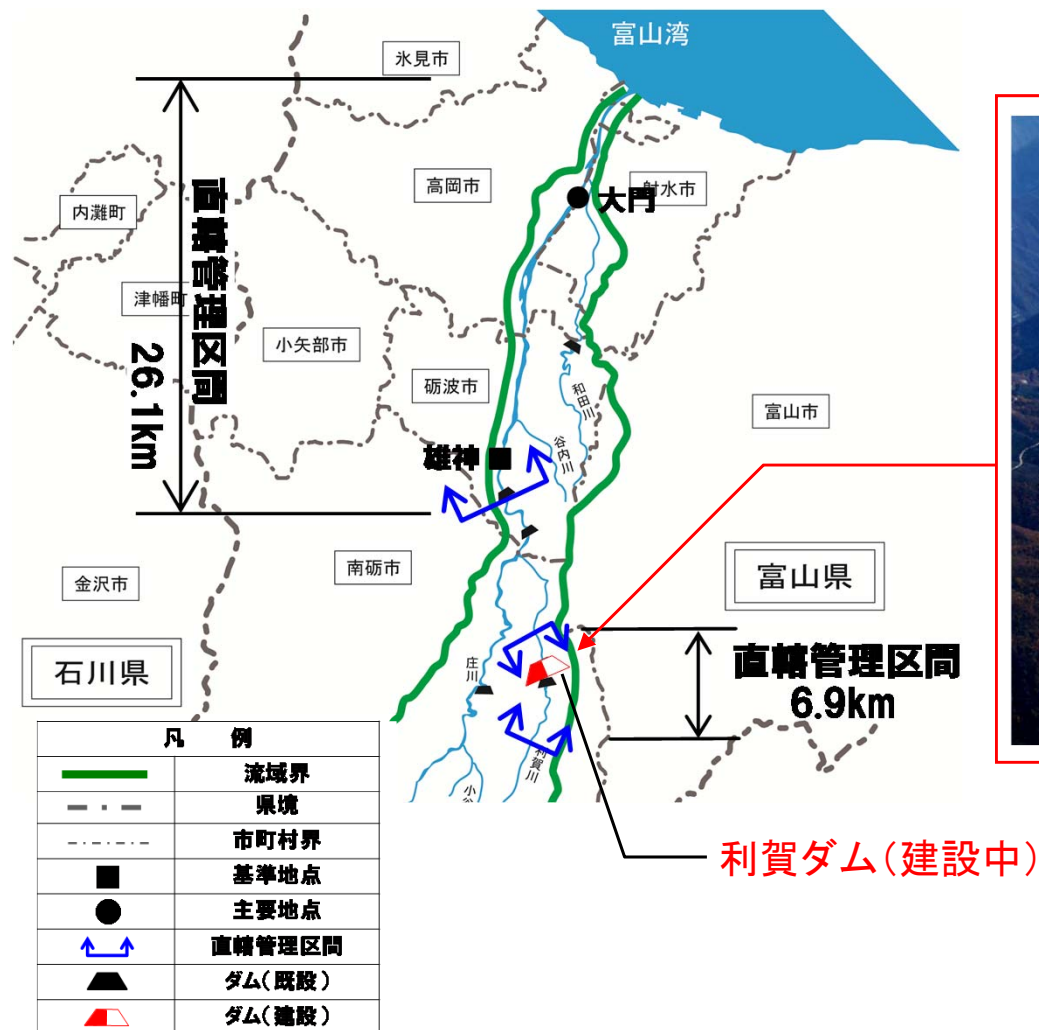 富山湾
氷見市
高岡市
射水市
内灘町
大門
直轄管理区間
26.1km
津幡町
小矢部市
砺波市
和田川
富山市
谷内川
雄神
南砺市
金沢市
富山県
石川県
庄川
直轄管理区間
6.9km
利賀川
小
凡 例
流域界
県境
市町村界
基準地点
主要地点
直轄管理区間
ダム(既設)
ダム(建設)
利賀ダム(建設中)